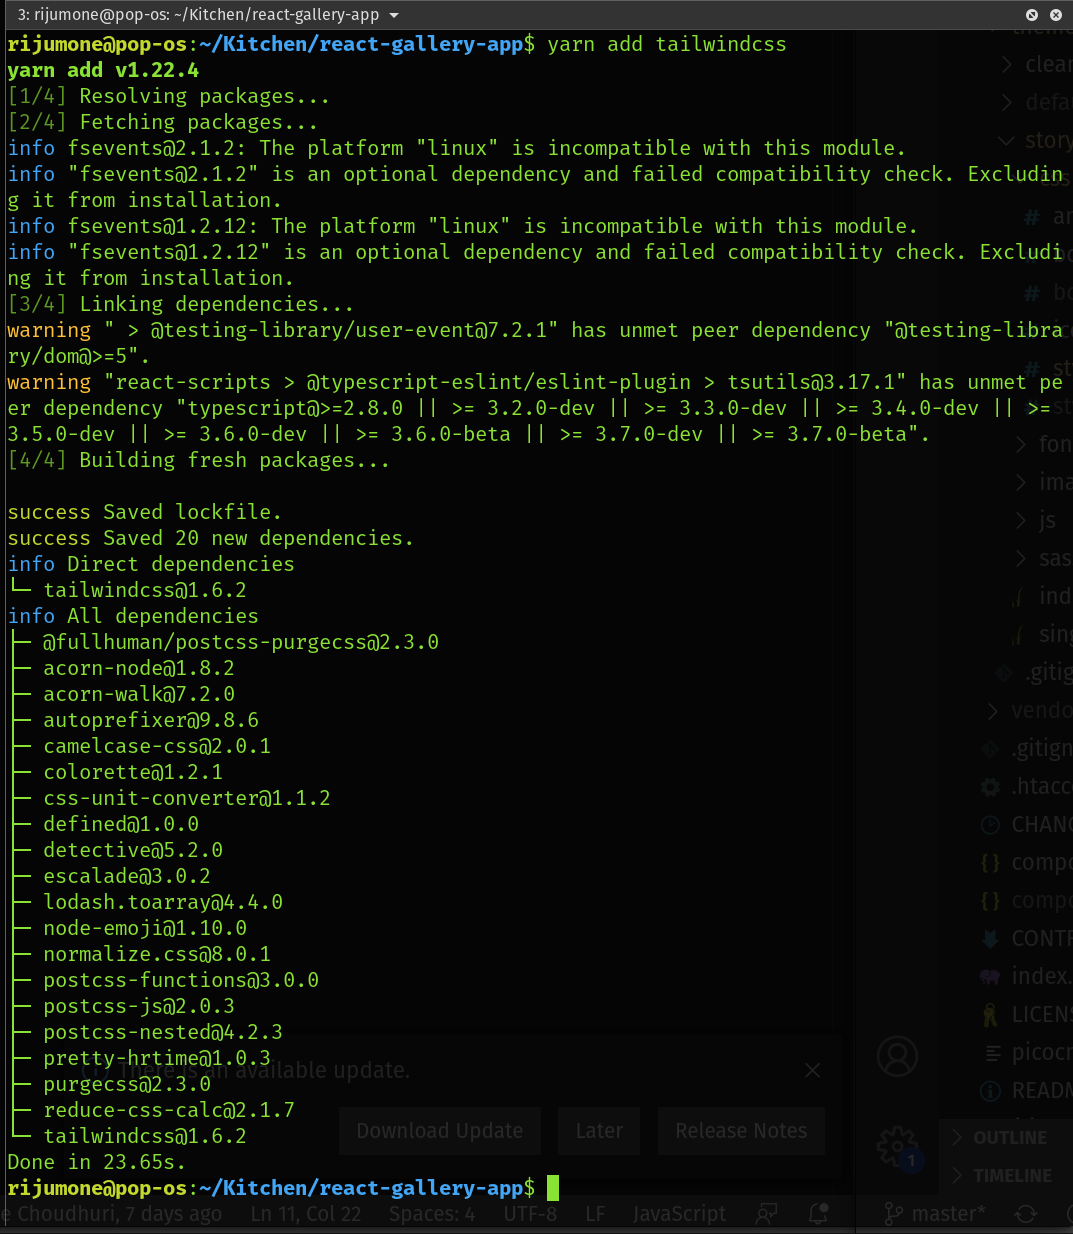 3: rijumone@pop-os: ~/Kitchen/react-gallery-app
rijumone@pop-os:~/Kitchen/react-gallery-app$ yarn add tailwindcss
yarn add v1.22.4
[1/4] Resolving packages...
[2/4] Fetching packages...
info fsevents@2.1.2: The platform "linux" is incompatible with this module.
info "fsevents@2.1.2" is an optional dependency and failed compatibility check. Excludin
g it from installation.
info fsevents@1.2.12: The platform "linux" is incompatible with this module.
info "fsevents@1.2.12" is an optional dependency and failed compatibility check. Excludi
ng it from installation.
[3/4] Linking dependencies...
warning " > @testing-library/user-event@7.2.1" has unmet peer dependency "@testing-libra
ry/dom@>=5".
warning "react-scripts > @typescript-eslint/eslint-plugin > tsutils@3.17.1" has unmet pe
er dependency "typescript@>=2.8.0 || >= 3.2.0-dev || >= 3.3.0-dev || >= 3.4.0-dev || >=
3.5.0-dev || >= 3.6.0-dev || >= 3.6.0-beta || >= 3.7.0-dev || >= 3.7.0-beta".
[4/4] Building fresh packages...
success Saved lockfile.
success Saved 20 new dependencies.
info Direct dependencies
└─ tailwindcss@1.6.2
info All dependencies
├─ @fullhuman/postcss-purgecss@2.3.0
├─ acorn-node@1.8.2
├─ acorn-walk@7.2.0
├─ autoprefixer@9.8.6
├─ camelcase-css@2.0.1
├─ colorette@1.2.1
├─ css-unit-converter@1.1.2
├─ defined@1.0.0
├─ detective@5.2.0
├─ escalade@3.0.2
├─ lodash.toarray@4.4.0
├─ node-emoji@1.10.0
├─ normalize.css@8.0.1
├─ postcss-functions@3.0.0
├─ postcss-js@2.0.3
├─ postcss-nested@4.2.3
├─ pretty-hrtime@1.0.3
├─ purgecss@2.3.0
├─ reduce-css-calc@2.1.7
└─ tailwindcss@1.6.2
Done in 23.65s.
rijumone@pop-os:~/Kitchen/react-gallery-app$
clear
defa
story
fon
ima
js
sas
ind
sing
.gitig
vendo
.gitign
.htacc
CHANG
compo
compo
CONTR
index.
LICENS
picocm
READM
There is an available update.
Download Update Later Release Notes
1
OUTLINE
TIMELINE
e Choudhuri, 7 days ago Ln 11, Col 22 Spaces: 4 UTF-8 LF JavaScript master*